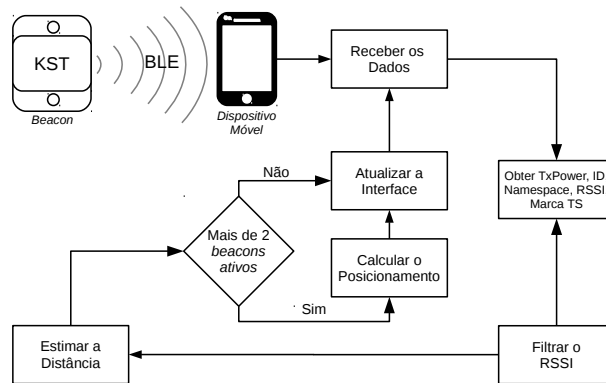 KST
BLE
Beacon
Dispositivo
Móvel
Receber os
Dados
Obter TxPower, ID
Namespace, RSSI
Marca TS
Não
Atualizar a
Interface
Mais de 2
beacons
ativos
Calcular o
Posicionamento
Sim
Estimar a
Distância
Filtrar o
RSSI